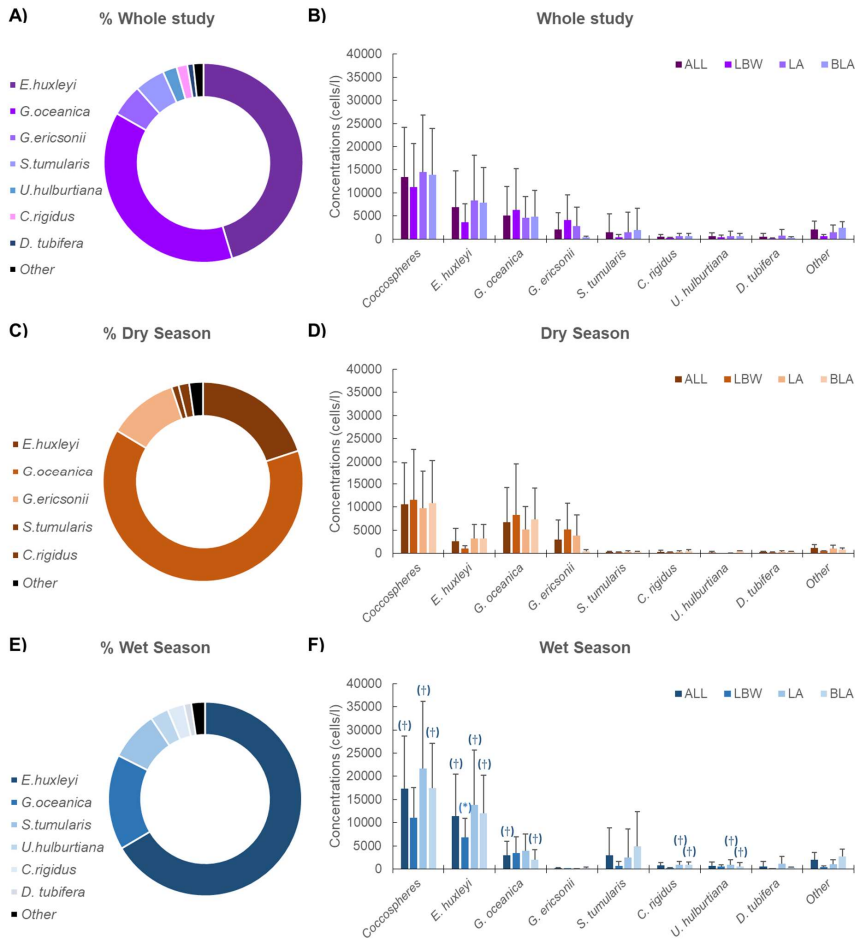 A)
% Whole study
E.huxleyi
G.oceanica
G.ericsonii
S.tumularis
U.hulburtiana
C.rigidus
D. tubifera
Other
B)
Whole study
ALL LBW LA BLA
Concentrations (cells/l)
40000
35000
30000
25000
20000
15000
10000
5000
0
Coccospheres
E. huxleyi
G. oceanica
G. ericsonii
S. tumularis
C. rigidus
U. hulburtiana
D. tubifera
Other
C)
% Dry Season
E.huxleyi
G.oceanica
G.ericsonii
S.tumularis
C.rigidus
Other
D)
Dry Season
ALL LBW LA BLA
Concentrations (cells/l)
40000
35000
30000
25000
20000
15000
10000
5000
0
Coccospheres
E. huxleyi
G. oceanica
G. ericsonii
S. tumularis
C. rigidus
U. hulburtiana
D. tubifera
Other
E)
% Wet Season
E.huxleyi
G.oceanica
S.tumularis
U.hulburtiana
C.rigidus
D. tubifera
Other
F)
Wet Season
ALL LBW LA BLA
Concentrations (cells/l)
40000
35000
30000
25000
20000
15000
10000
5000
0
(†)
(†)
(†)
(†)
(*)
(†)
(†)
(†)
(†)
(†)
(†)
(†)
(†)
Coccospheres
E. huxleyi
G. oceanica
G. ericsonii
S. tumularis
C. rigidus
U. hulburtiana
D. tubifera
Other